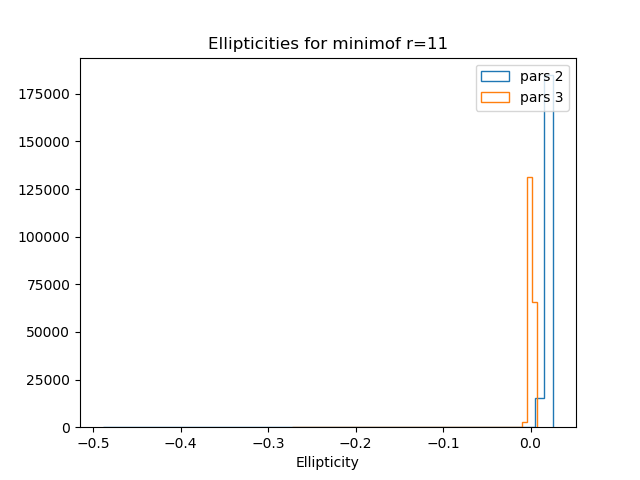 Ellipticities for minimof r=11
pars 2
pars 3
175000
150000
125000
100000
75000
50000
25000
0
−0.5 −0.4 −0.3 −0.2 −0.1 0.0
Ellipticity